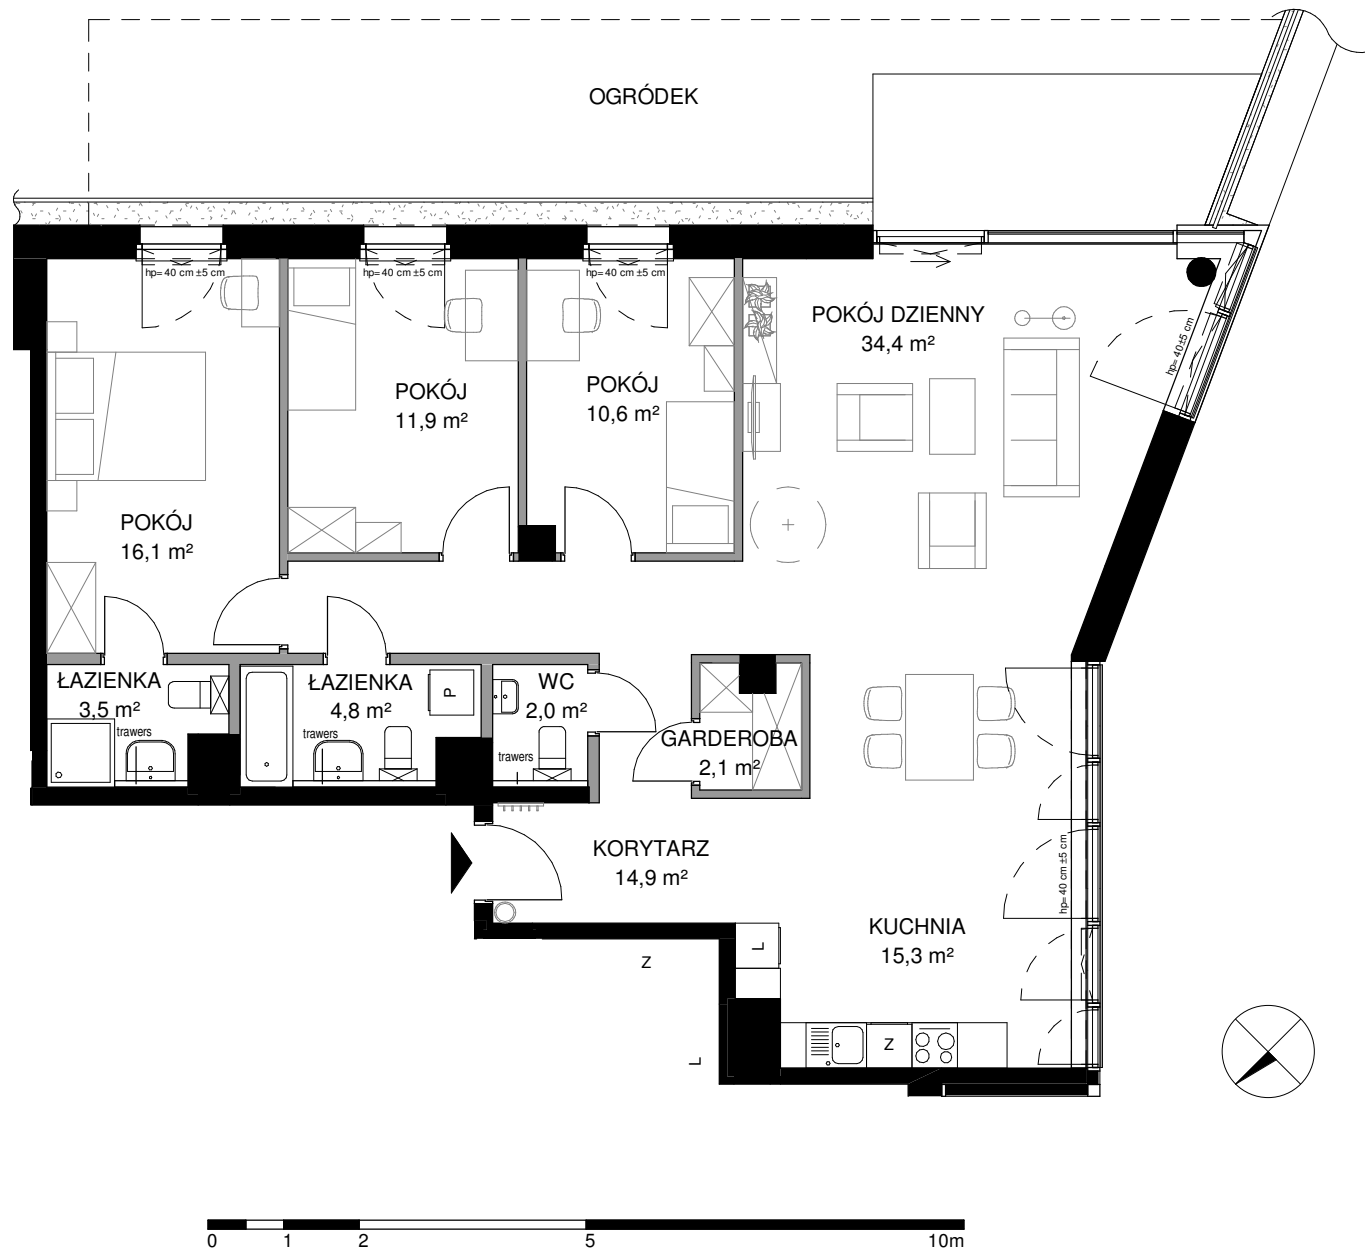 OGRÓDEK
hp= 40 cm ±5 cm
hp= 40 cm ±5 cm
hp= 40 cm ±5 cm
POKÓJ DZIENNY
34,4 m²
hp= 40±5 cm
POKÓJ
11,9 m²
POKÓJ
10,6 m²
POKÓJ
16,1 m²
ŁAZIENKA
3,5 m²
trawers
ŁAZIENKA
4,8 m²
trawers
P
WC
2,0 m²
trawers
GARDEROBA
2,1 m²
KORYTARZ
14,9 m²
hp= 40 cm ±5 cm
KUCHNIA
15,3 m²
L
Z
Z
L
0 1 2 5 10m